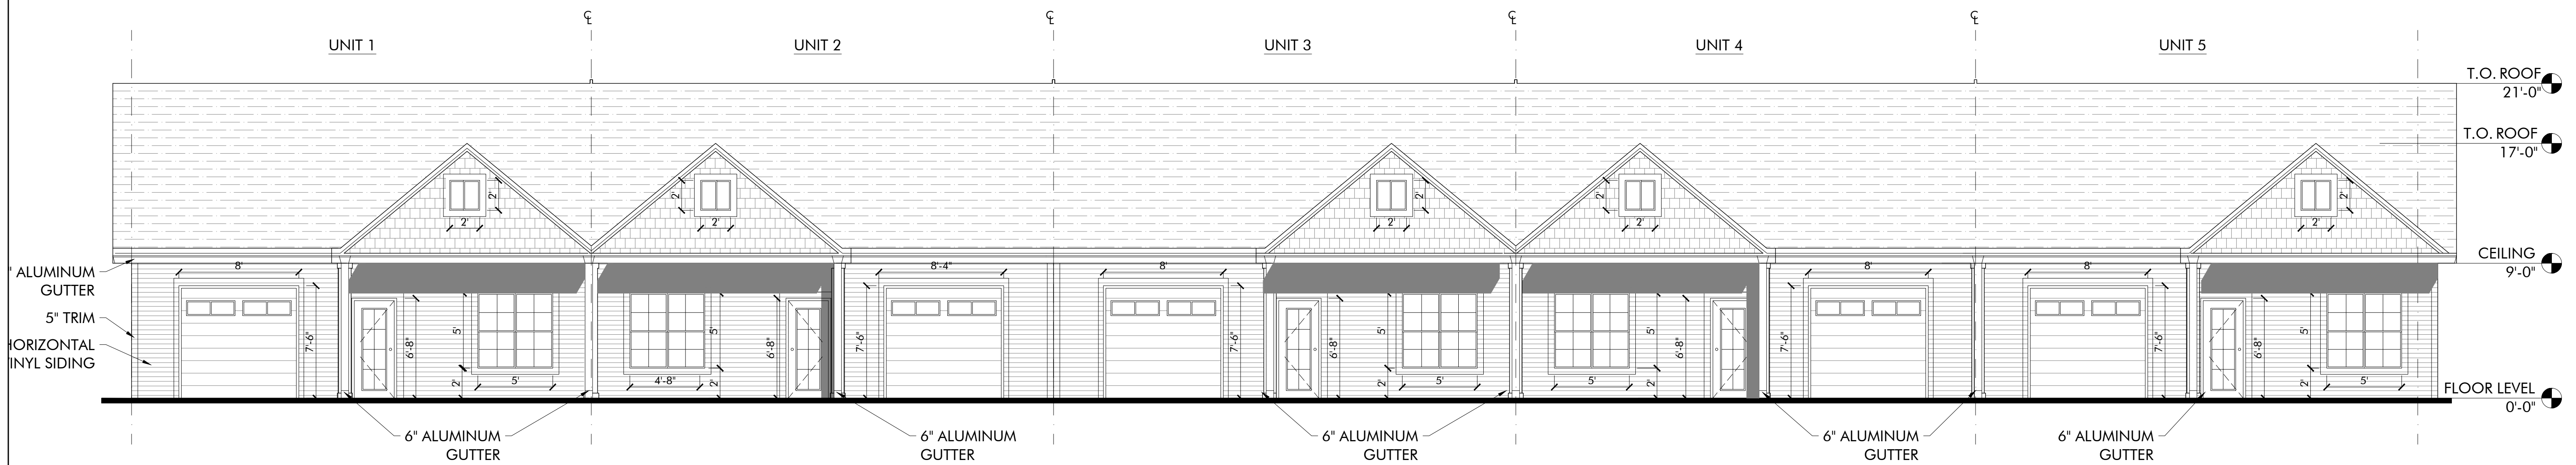 ℄ ℄ ℄ ℄
UNIT 1 UNIT 2 UNIT 3 UNIT 4 UNIT 5
T.O. ROOF
21'-0"
T.O. ROOF
17'-0"
2' 2' 2' 2' 2'
2' 2' 2' 2' 2'
CEILING
9'-0"
" ALUMINUM
GUTTER
8' 8'-4" 8' 8' 8'
5" TRIM
HORIZONTAL
INYL SIDING
7'-6" 6'-8" 5' 5' 6'-8" 7'-6" 7'-6" 6'-8" 5' 5' 6'-8" 7'-6" 7'-6" 6'-8" 5'
2' 5' 4'-8" 2' 2' 5' 5' 2' 2' 5'
FLOOR LEVEL
0'-0"
6" ALUMINUM
GUTTER
6" ALUMINUM
GUTTER
6" ALUMINUM
GUTTER
6" ALUMINUM
GUTTER
6" ALUMINUM
GUTTER